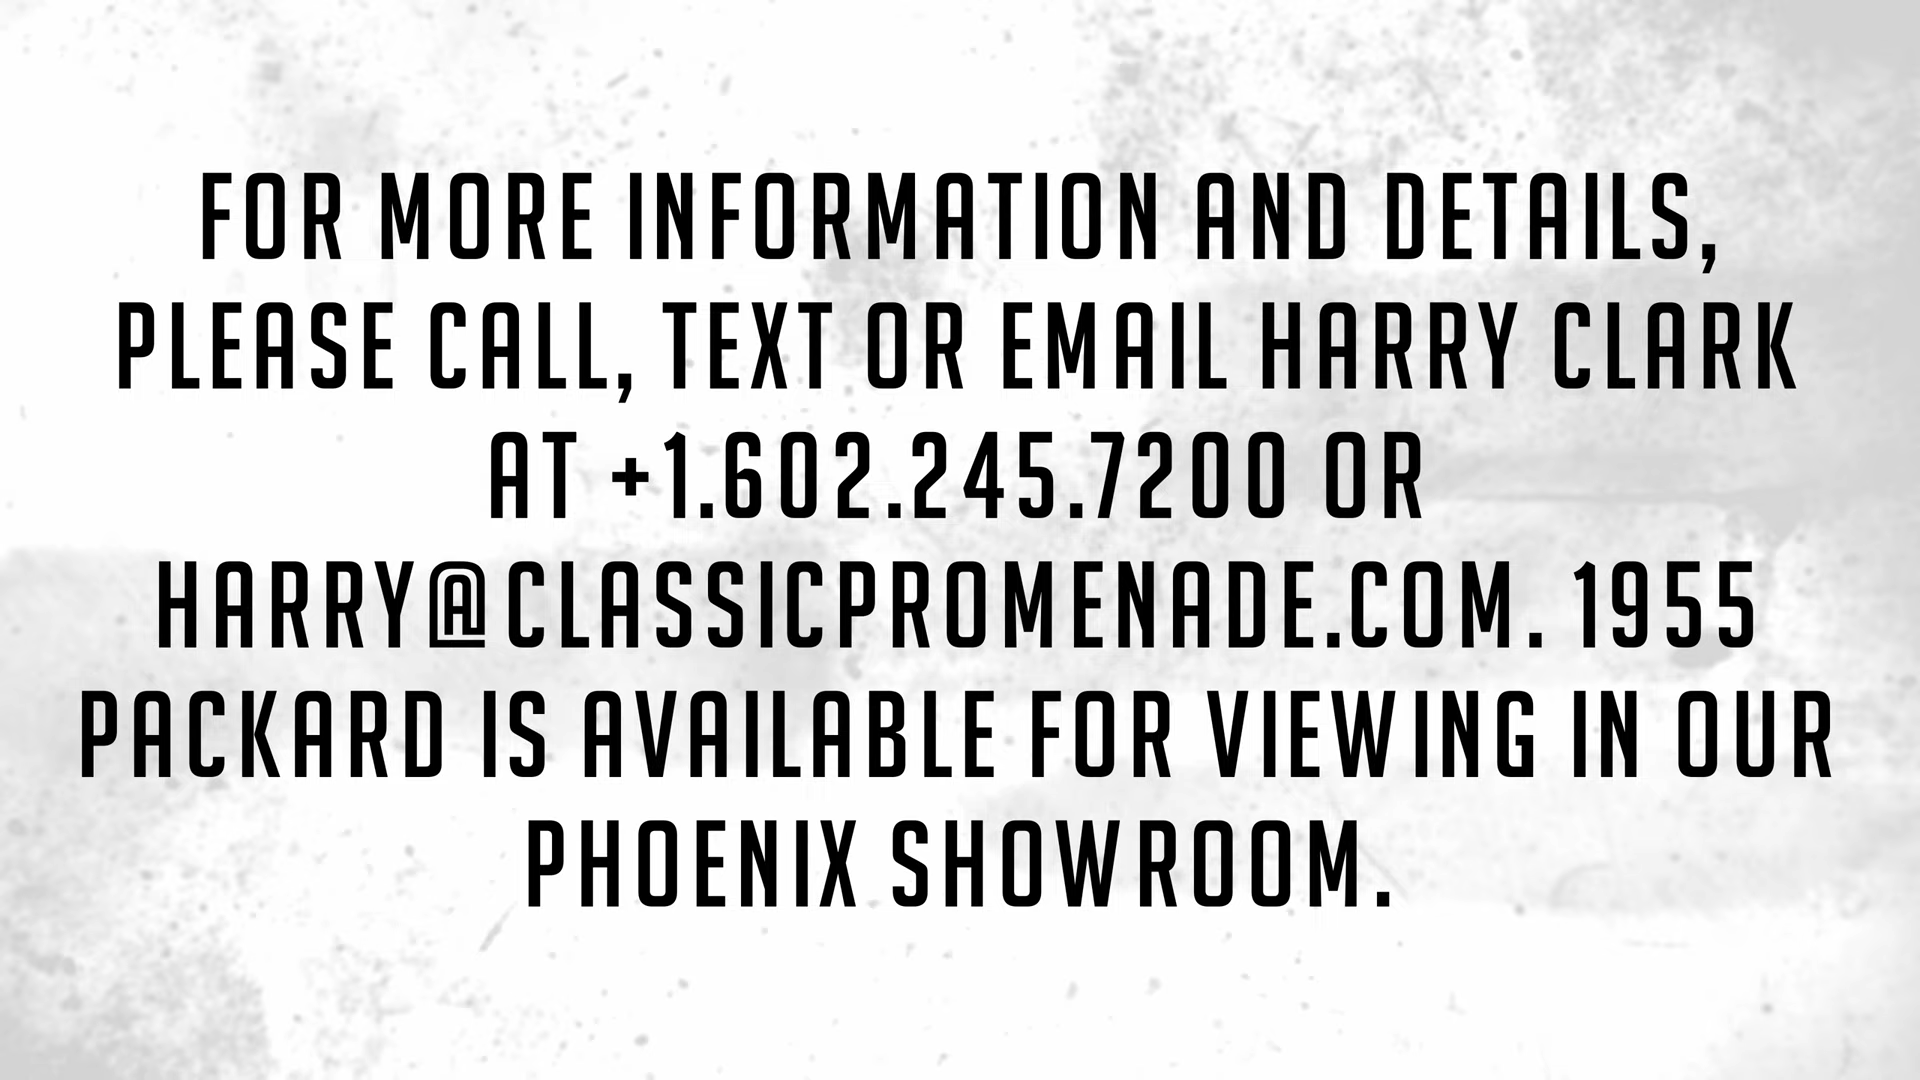 FOR MORE INFORMATION AND DETAILS,
PLEASE CALL, TEXT OR EMAIL HARRY CLARK
AT +1.602.245.7200 OR
HARRY@CLASSICPROMENADE.COM. 1955
PACKARD IS AVAILABLE FOR VIEWING IN OUR
PHOENIX SHOWROOM.